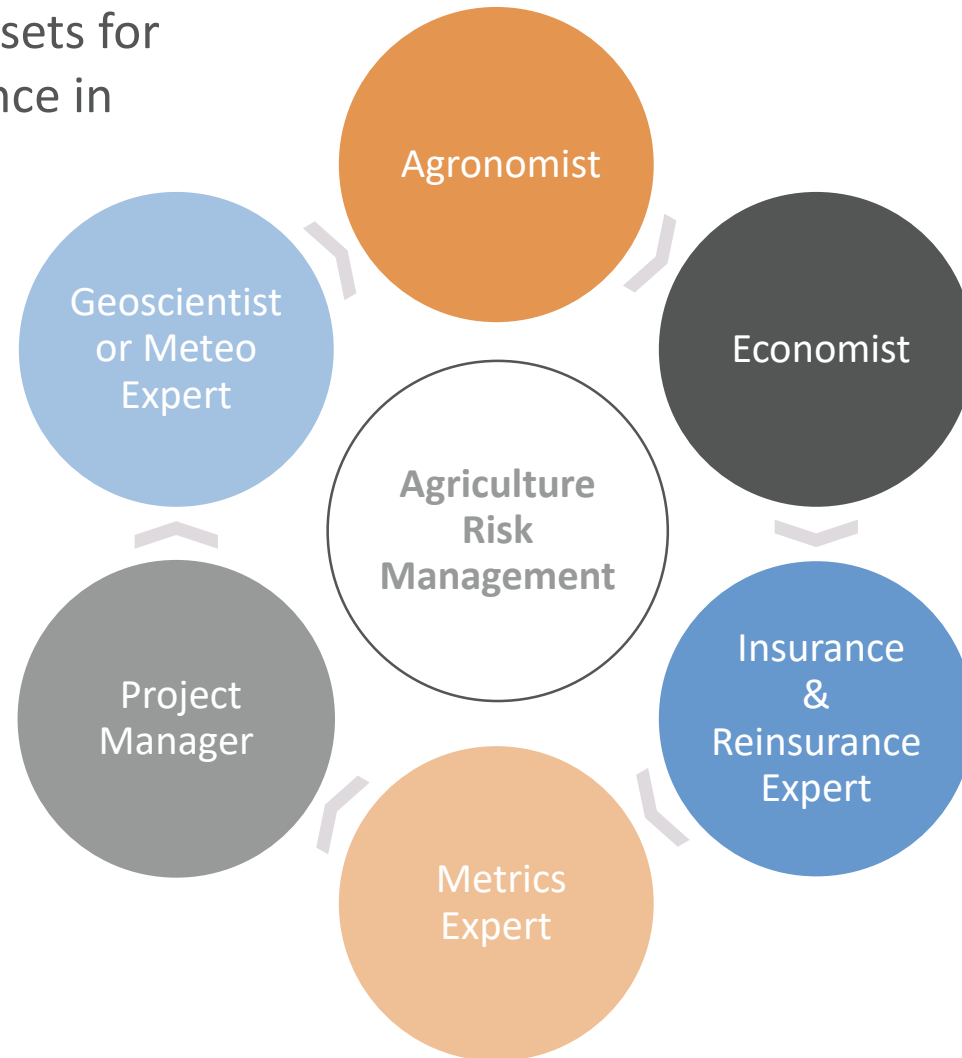 sets for
nce in
Agronomist
Economist
Insurance
&
Reinsurance
Expert
Metrics
Expert
Project
Manager
Geoscientist
or Meteo
Expert
Agriculture
Risk
Management